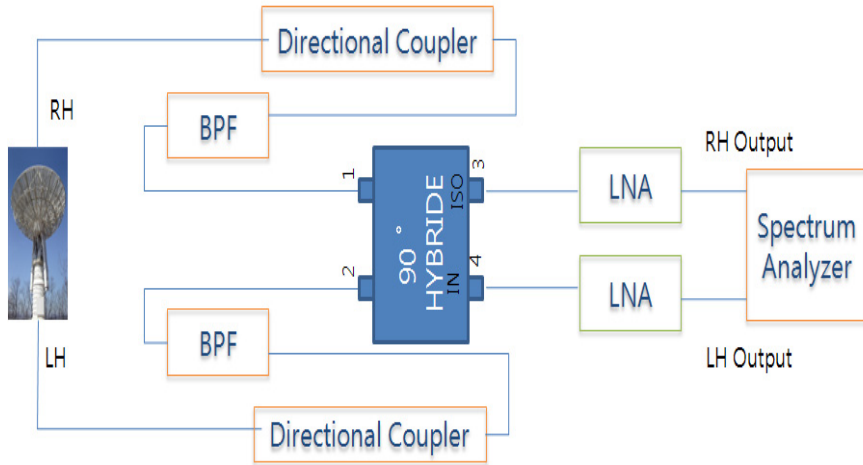 Directional Coupler
RH
BPF
1
3
RH Output
90° HYBRIDE
ISO
IN
LNA
Spectrum
Analyzer
2
4
LNA
BPF
LH
LH Output
Directional Coupler